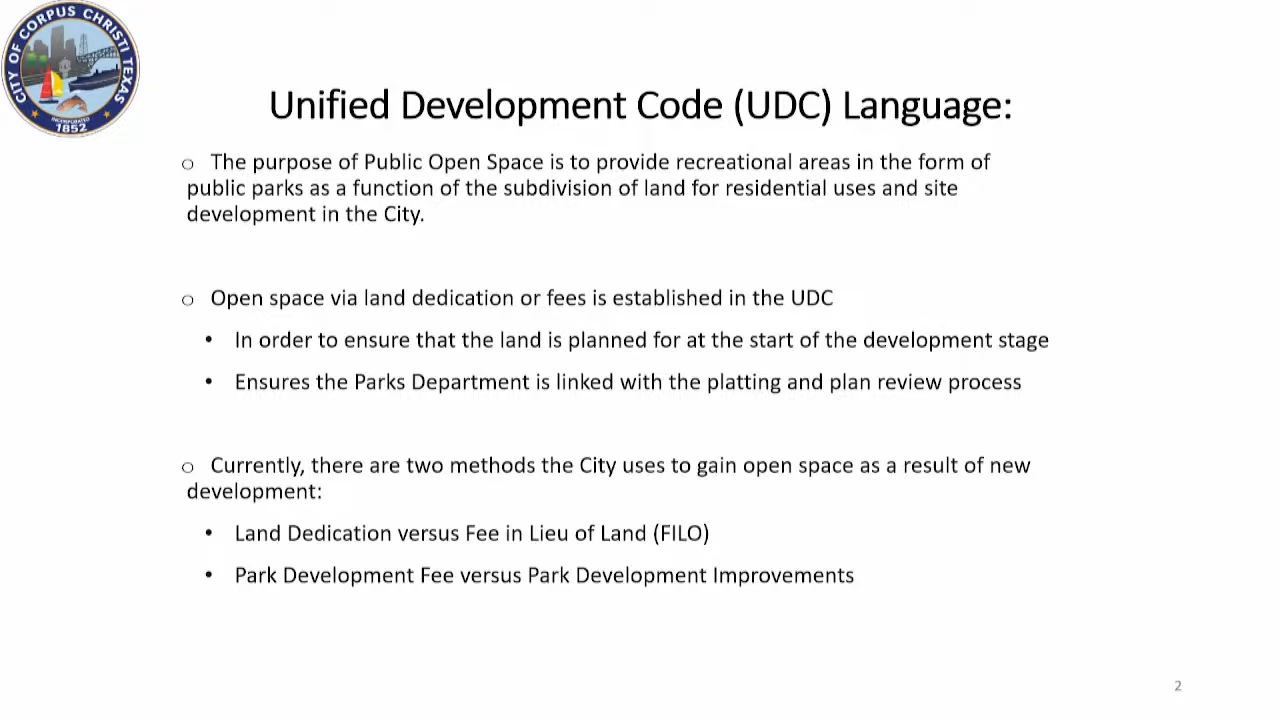 CITY OF CORPUS CHRISTI TEXAS
INCORPORATED
1852
Unified Development Code (UDC) Language:
o The purpose of Public Open Space is to provide recreational areas in the form of
public parks as a function of the subdivision of land for residential uses and site
development in the City.
o Open space via land dedication or fees is established in the UDC
• In order to ensure that the land is planned for at the start of the development stage
• Ensures the Parks Department is linked with the platting and plan review process
o Currently, there are two methods the City uses to gain open space as a result of new
development:
• Land Dedication versus Fee in Lieu of Land (FILO)
• Park Development Fee versus Park Development Improvements
2